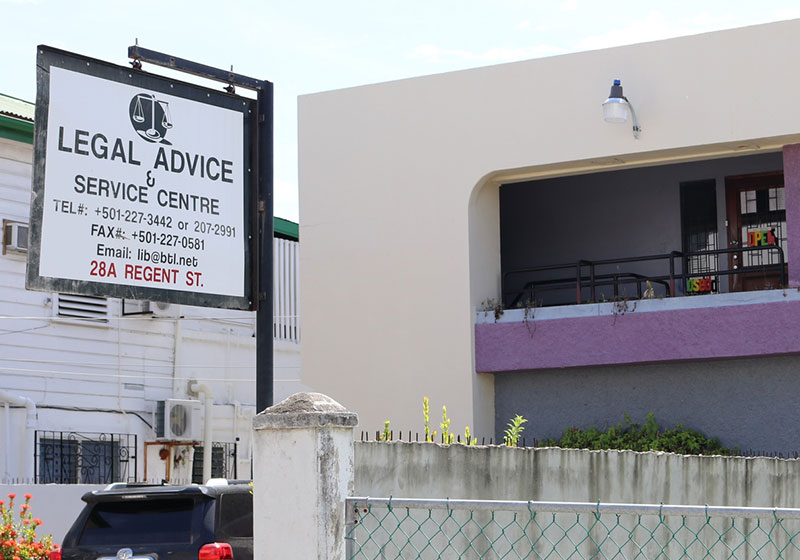 LEGAL ADVICE
&
SERVICE CENTRE
TEL#: +501-227-3442 or 207-2991
FAX#: +501-227-0581
Email: lib@btl.net
28A REGENT ST.
OPEN